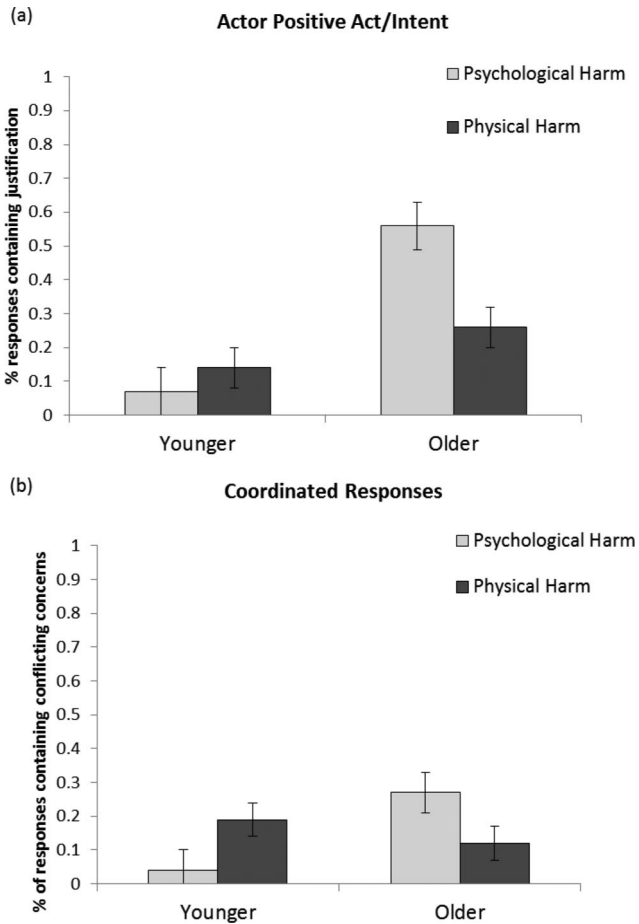 (a)
Actor Positive Act/Intent
Psychological Harm
Physical Harm
% responses containing justification
1
0.9
0.8
0.7
0.6
0.5
0.4
0.3
0.2
0.1
0
Younger
Older
(b)
Coordinated Responses
Psychological Harm
Physical Harm
% of responses containing conflicting concerns
1
0.9
0.8
0.7
0.6
0.5
0.4
0.3
0.2
0.1
0
Younger
Older